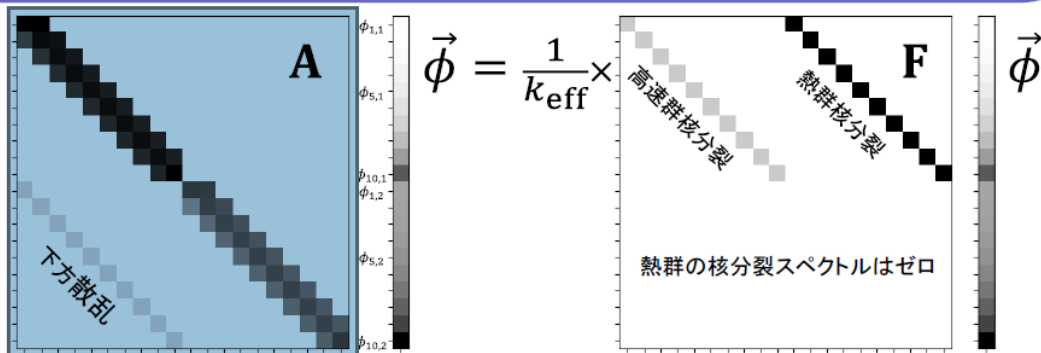 A
ϕ1,1
ϕ5,1
ϕ10,1
ϕ1,2
ϕ5,2
ϕ10,2
下方散乱
ϕ⃗ = 1/keff ×
F
高速群核分裂
熱群核分裂
熱群の核分裂スペクトルはゼロ
ϕ⃗